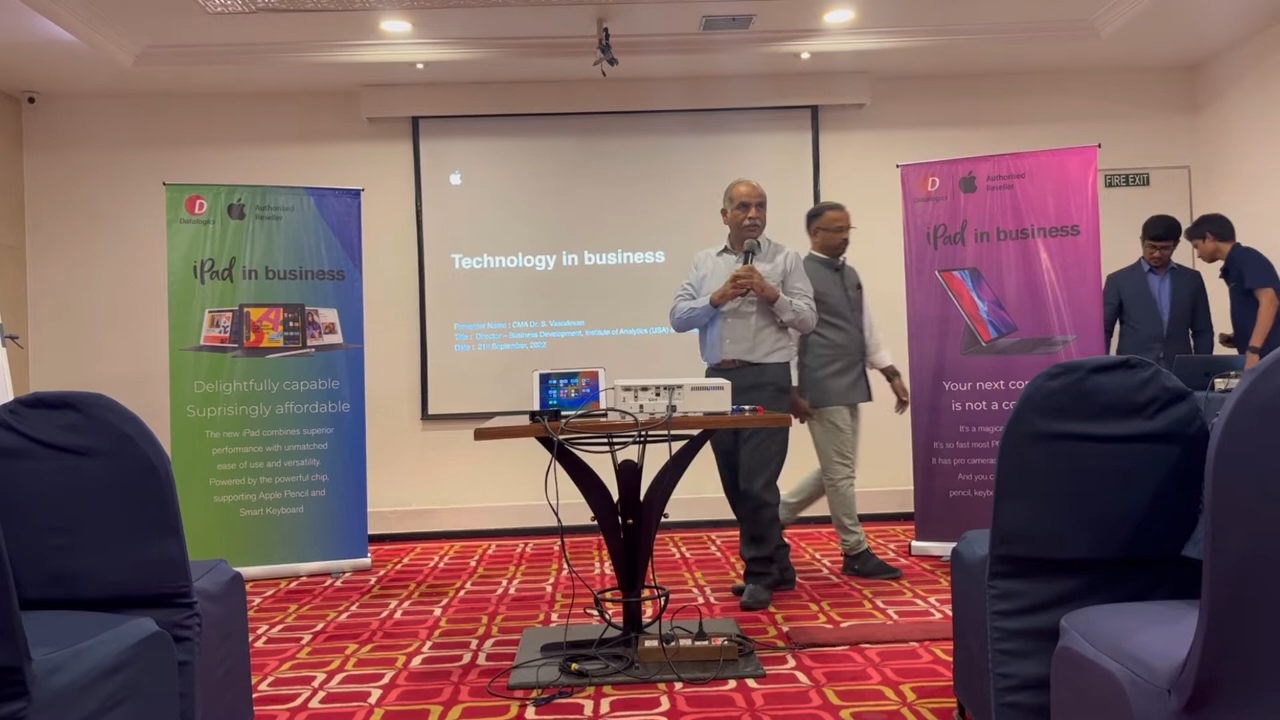 D
Datalogics
Authorised
Reseller
iPad in business
Delightfully capable
Suprisingly affordable
The new iPad combines superior
performance with unmatched
ease of use and versatility.
Powered by the powerful chip,
supporting Apple Pencil and
Smart Keyboard
Technology in business
Presenter Name : CMA Dr. S. Vasudevan
Title : Director – Business Development, Institute of Analytics (USA)
Date : 21st September, 2022
D
Datalogics
Authorised
Reseller
iPad in business
Your next
is not a
It's a
It's so fast most
It has pro cameras
And you
pencil,
FIRE EXIT